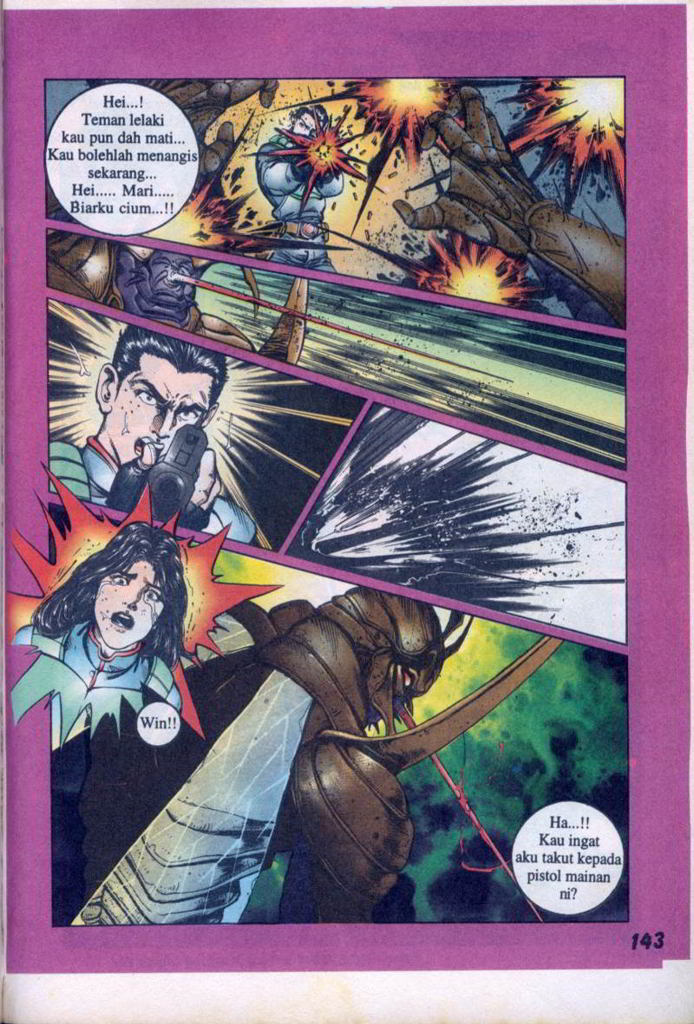 Hei...!
Teman lelaki
kau pun dah mati...
Kau bolehlah menangis
sekarang...
Hei..... Mari.....
Biarku cium...!!
Win!!
Ha...!!
Kau ingat
aku takut kepada
pistol mainan
ni?
143